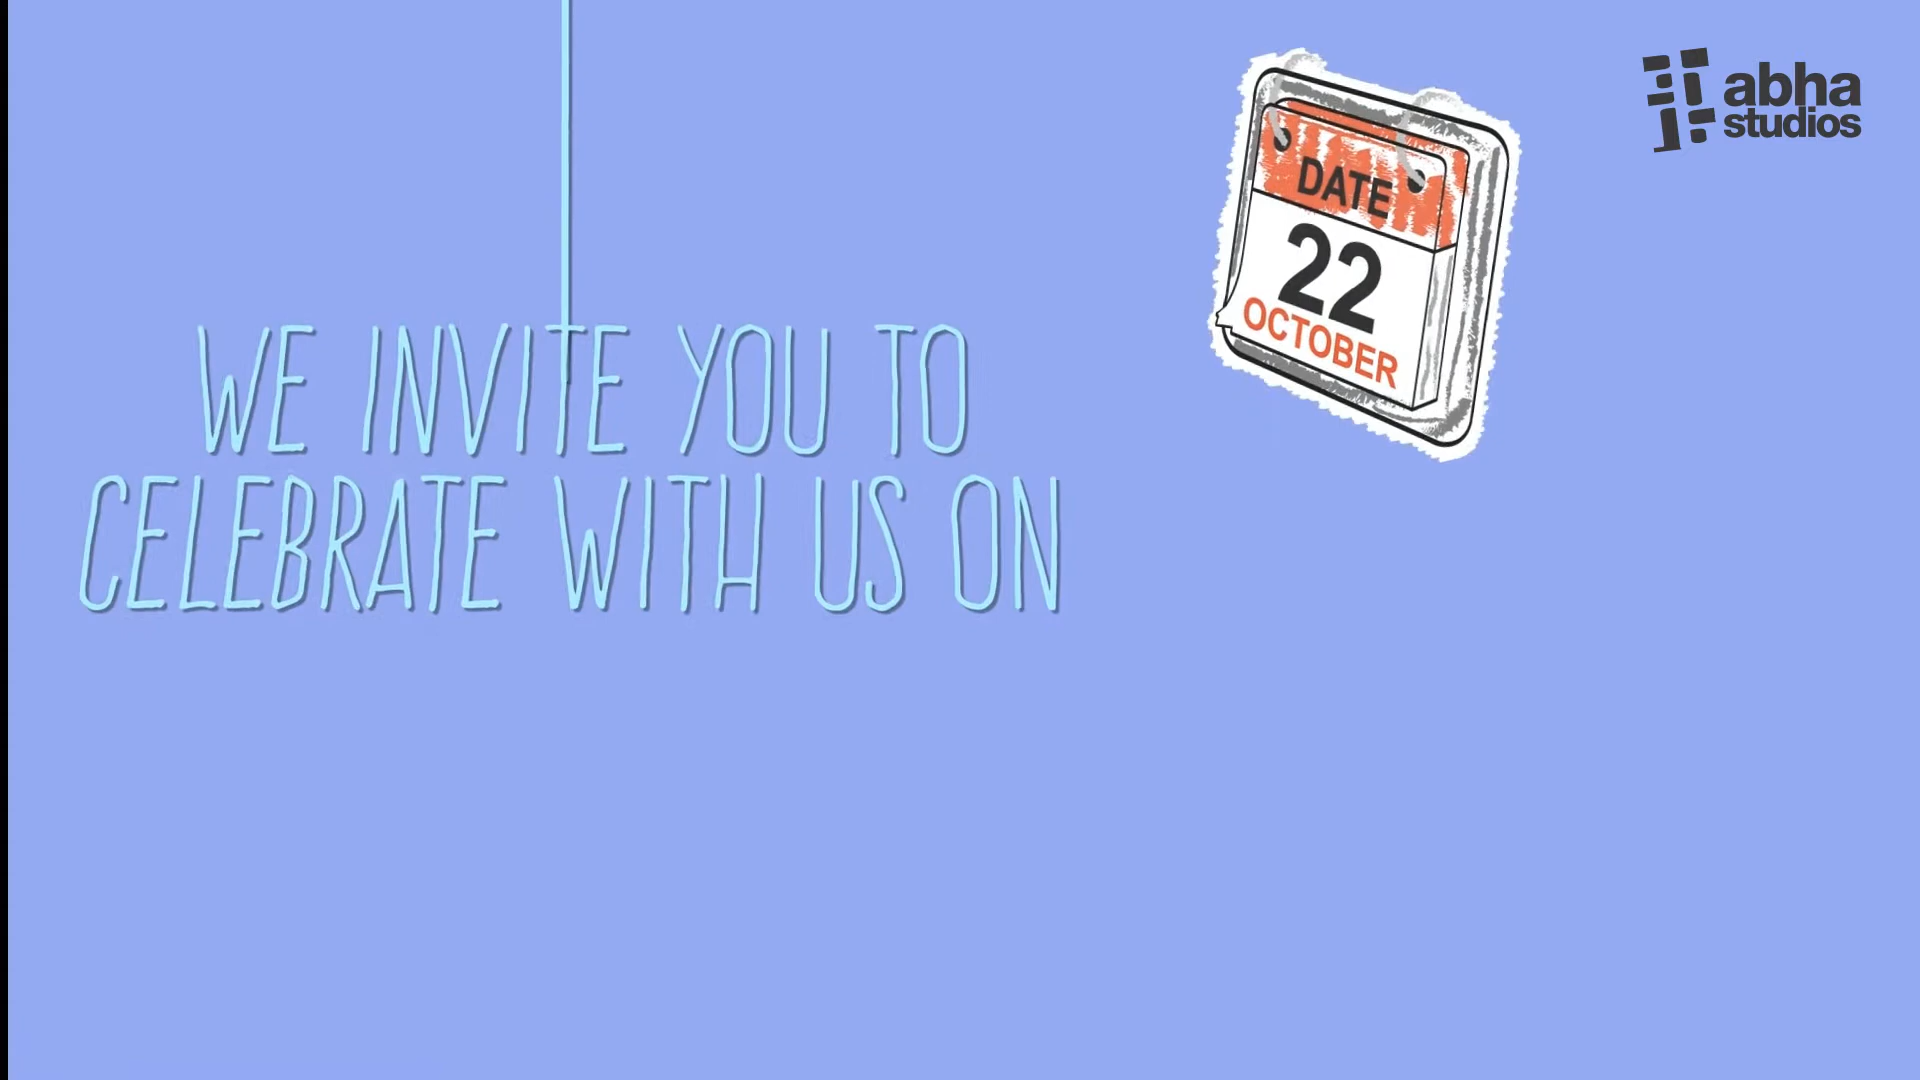 WE INVITE YOU TO
CELEBRATE WITH US ON
DATE
22
OCTOBER
abha
studios